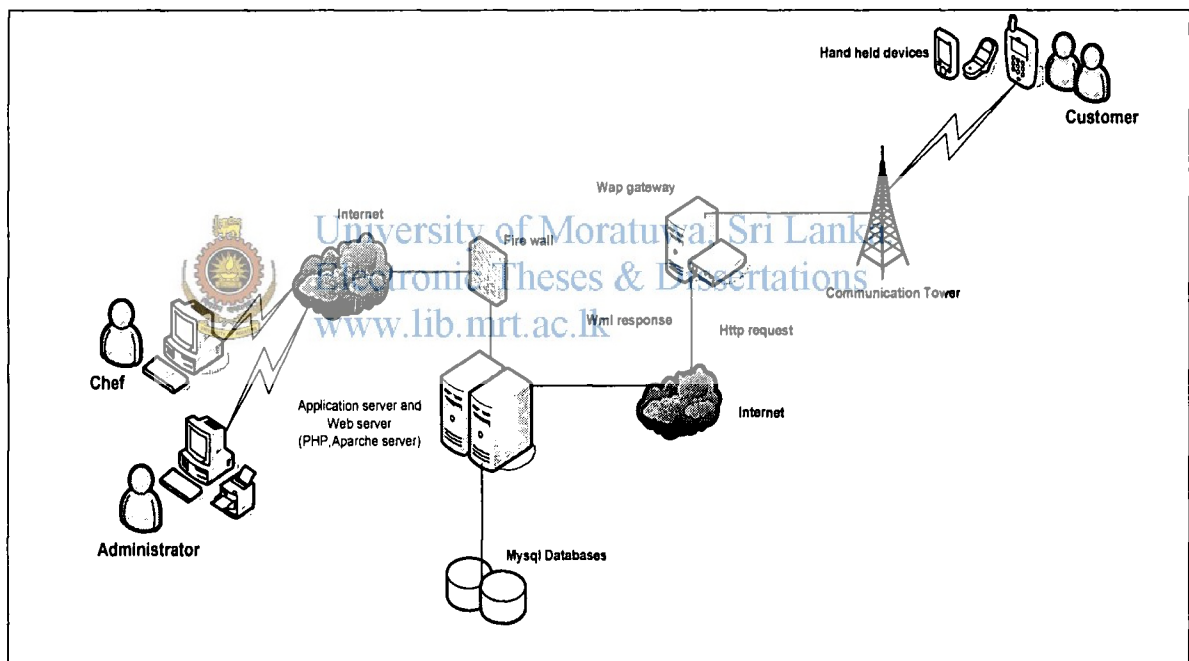 Hand held devices
Customer
Wap gateway
Internet
University of Moratuwa, Sri Lanka
Fire wall
Electronic Theses & Dissertations
Communication Tower
www.lib.mrt.ac.lk
Wml response
Http request
Chef
Application server and
Web server
(PHP,Aparche server)
Internet
Administrator
Mysql Databases